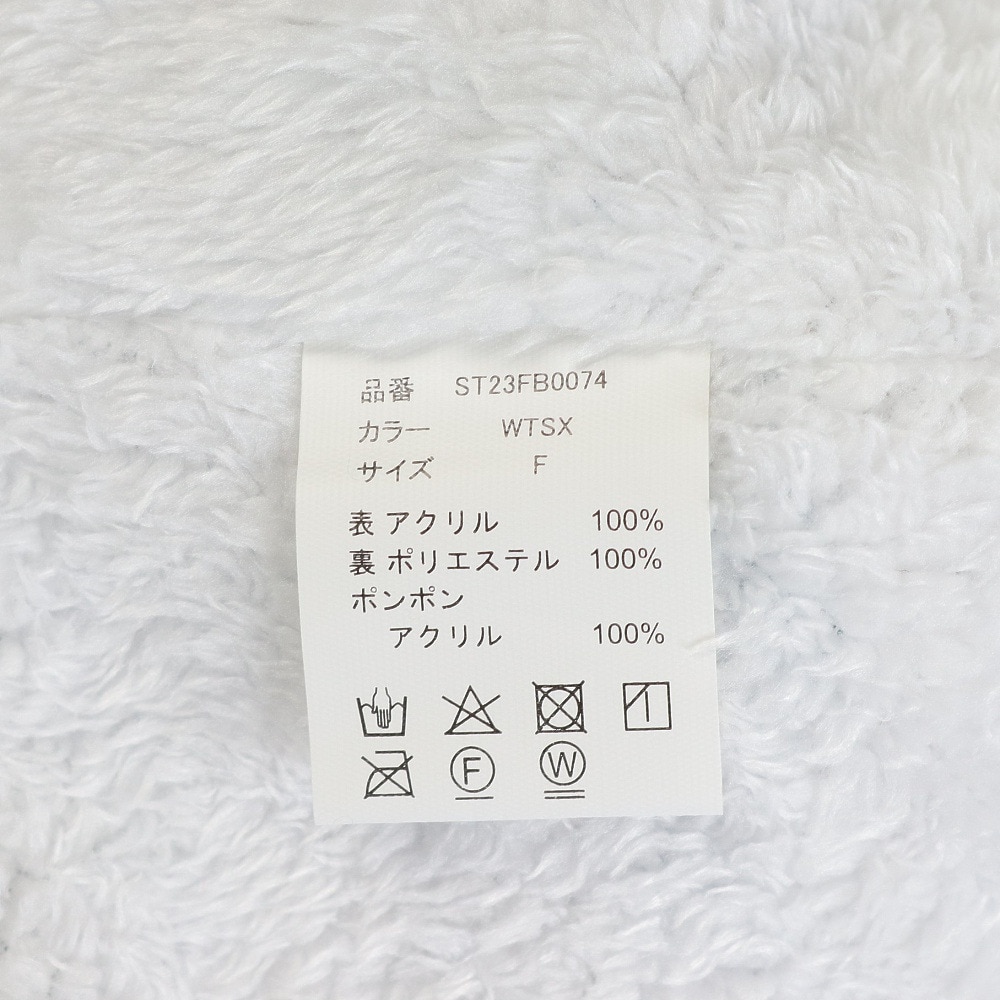 品番 ST23FB0074
カラー WTSX
サイズ F
表 アクリル 100%
裏 ポリエステル 100%
ポンポン
アクリル 100%
F W